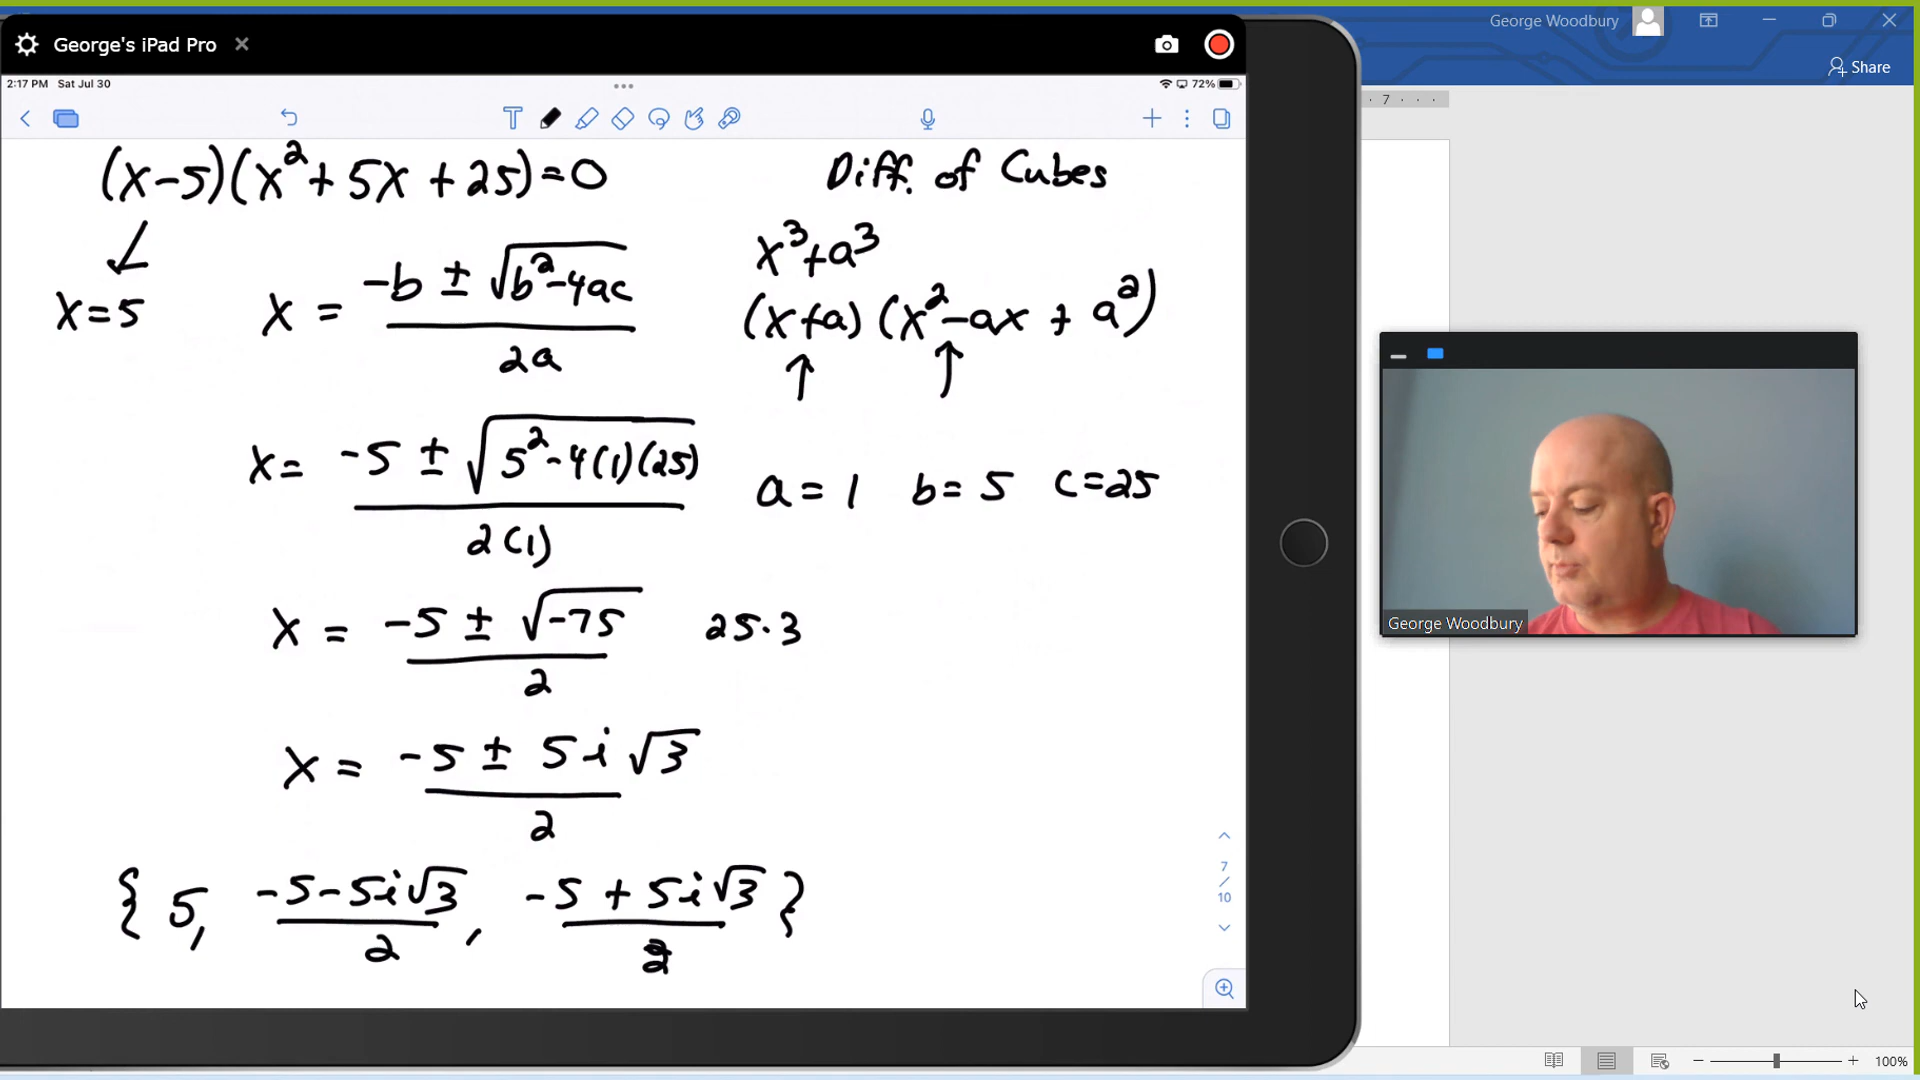 George Woodbury
George's iPad Pro
Share
2:17 PM Sat Jul 30
72%
7
(x-5)(x²+5x+25)=0
Diff. of Cubes
x³+a³
x=5
x = (-b ± √(b²-4ac)) / 2a
(x+a)(x²-ax+a²)
x = (-5 ± √(5²-4(1)(25))) / 2(1)
a=1 b=5 c=25
x = (-5 ± √-75) / 2
25·3
x = (-5 ± 5i√3) / 2
{5, (-5-5i√3)/2, (-5+5i√3)/2}
7
/
10
George Woodbury
100%